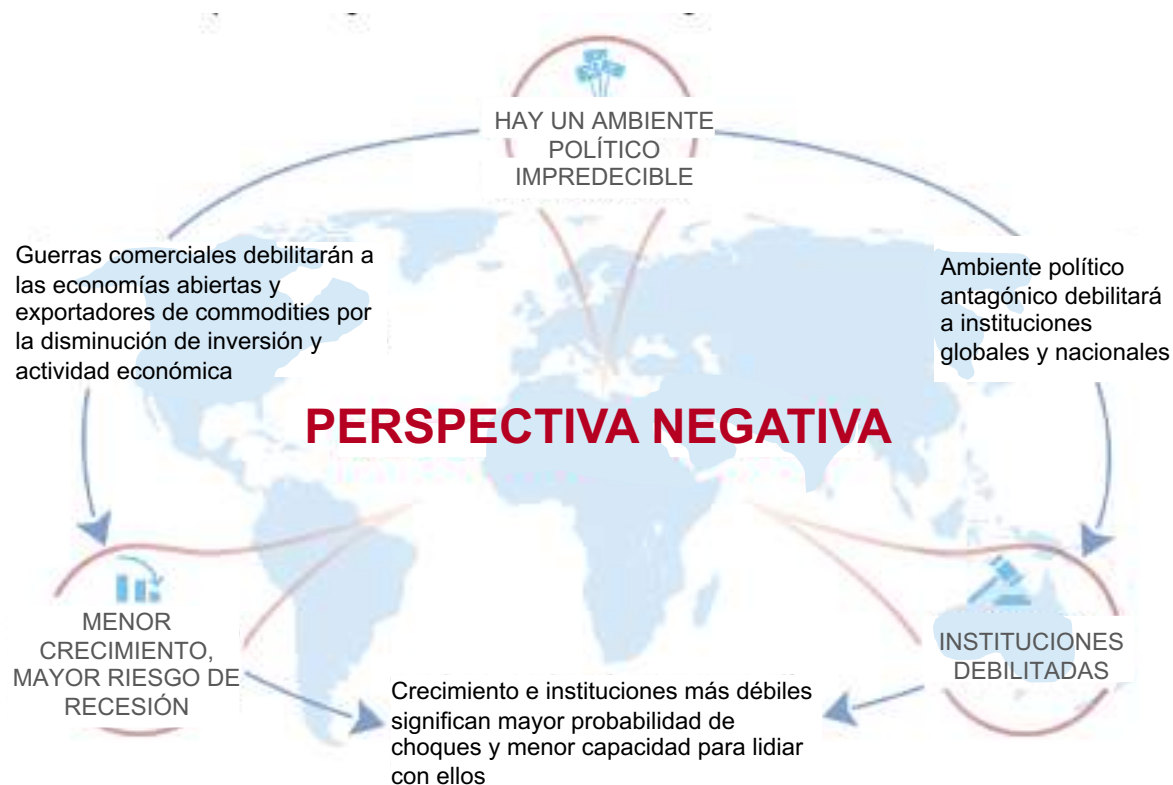 HAY UN AMBIENTE
POLÍTICO
IMPREDECIBLE
Guerras comerciales debilitarán a
las economías abiertas y
exportadores de commodities por
la disminución de inversión y
actividad económica
Ambiente político
antagónico debilitará
a instituciones
globales y nacionales
PERSPECTIVA NEGATIVA
MENOR
CRECIMIENTO,
MAYOR RIESGO DE
RECESIÓN
INSTITUCIONES
DEBILITADAS
Crecimiento e instituciones más débiles
significan mayor probabilidad de
choques y menor capacidad para lidiar
con ellos